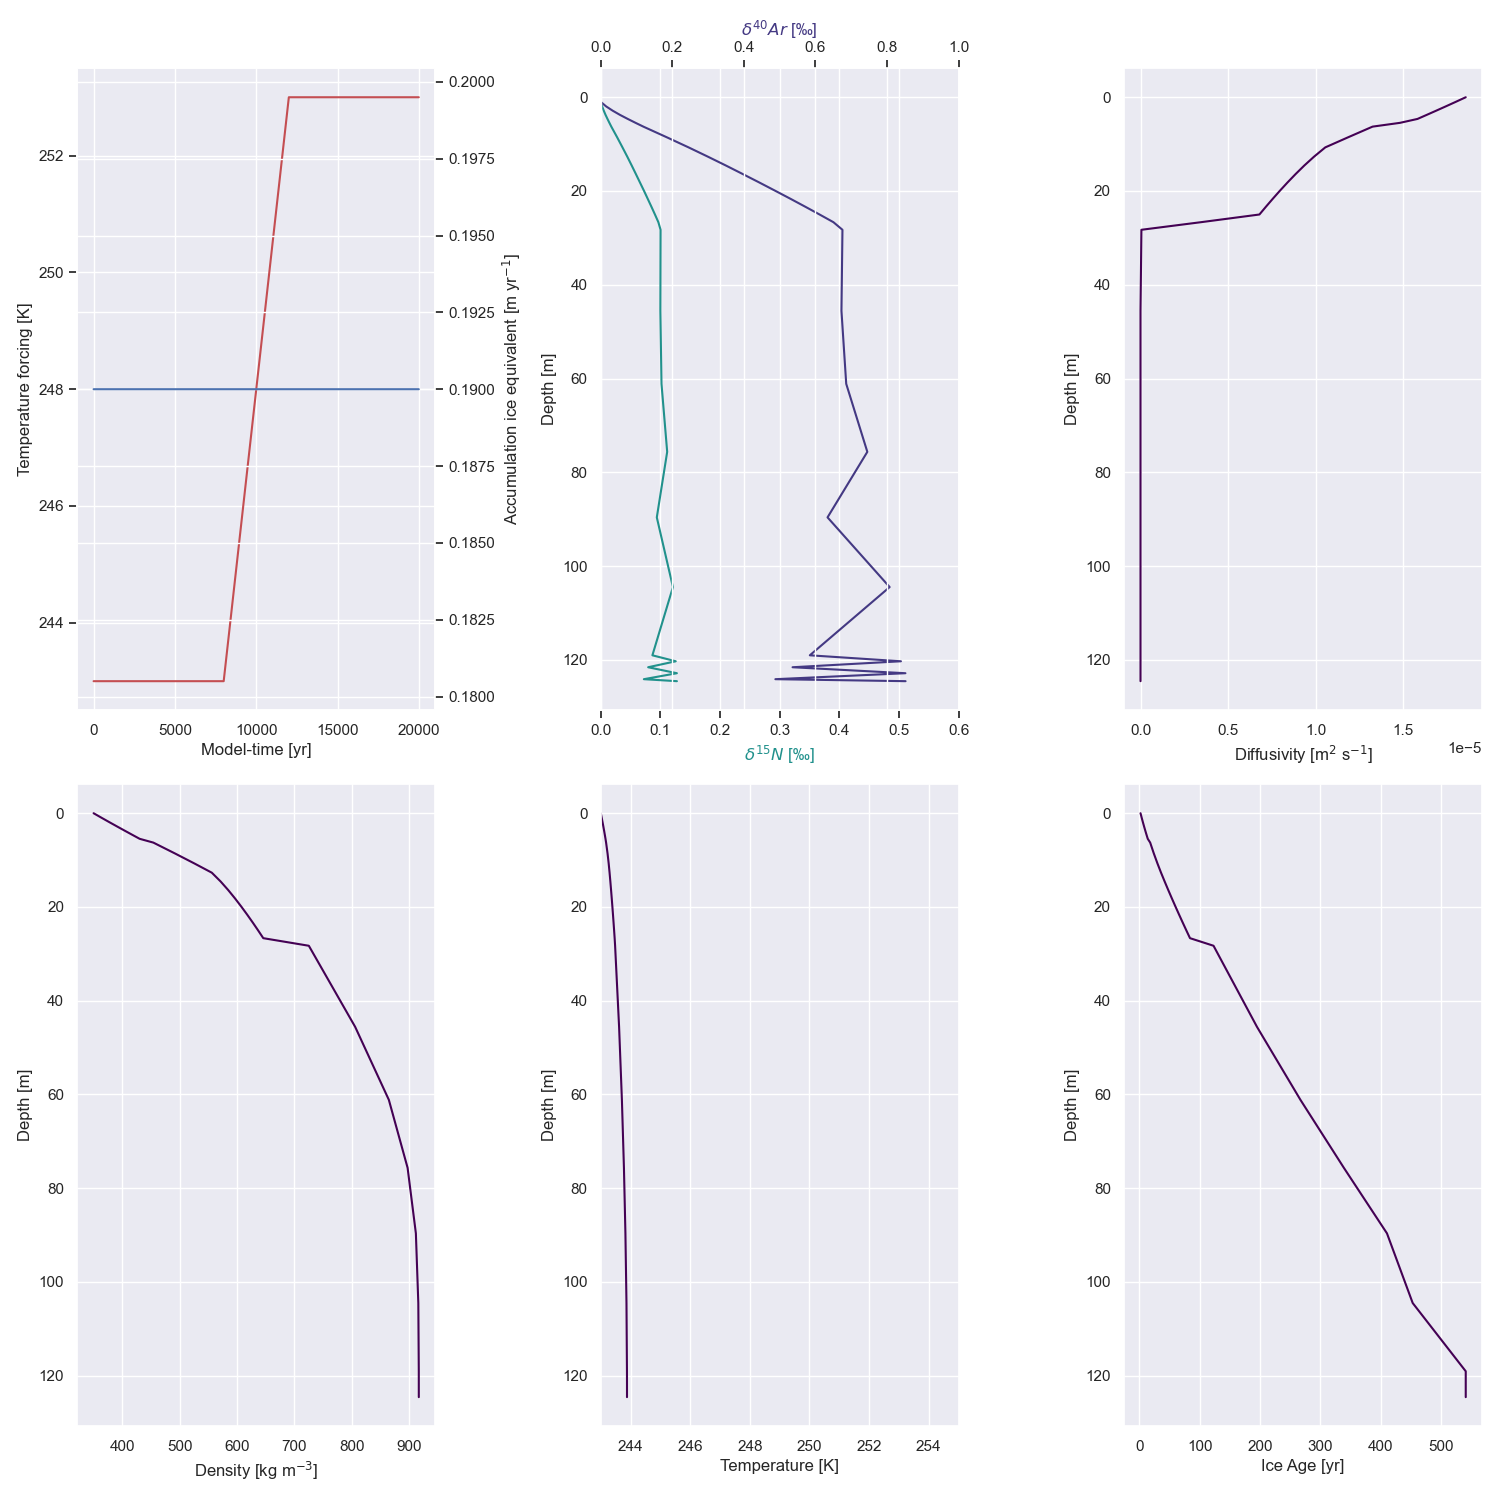 δ⁴⁰Ar [‰]
0.0 0.2 0.4 0.6 0.8 1.0
252
250
248
246
244
Temperature forcing [K]
0 5000 10000 15000 20000
Model-time [yr]
0.2000
0.1975
0.1950
0.1925
0.1900
0.1875
0.1850
0.1825
0.1800
Accumulation ice equivalent [m yr⁻¹]
0
20
40
60
80
100
120
Depth [m]
0.0 0.1 0.2 0.3 0.4 0.5 0.6
δ¹⁵N [‰]
0
20
40
60
80
100
120
Depth [m]
0.0 0.5 1.0 1.5
1e−5
Diffusivity [m² s⁻¹]
0
20
40
60
80
100
120
Depth [m]
400 500 600 700 800 900
Density [kg m⁻³]
0
20
40
60
80
100
120
Depth [m]
244 246 248 250 252 254
Temperature [K]
0
20
40
60
80
100
120
Depth [m]
0 100 200 300 400 500
Ice Age [yr]